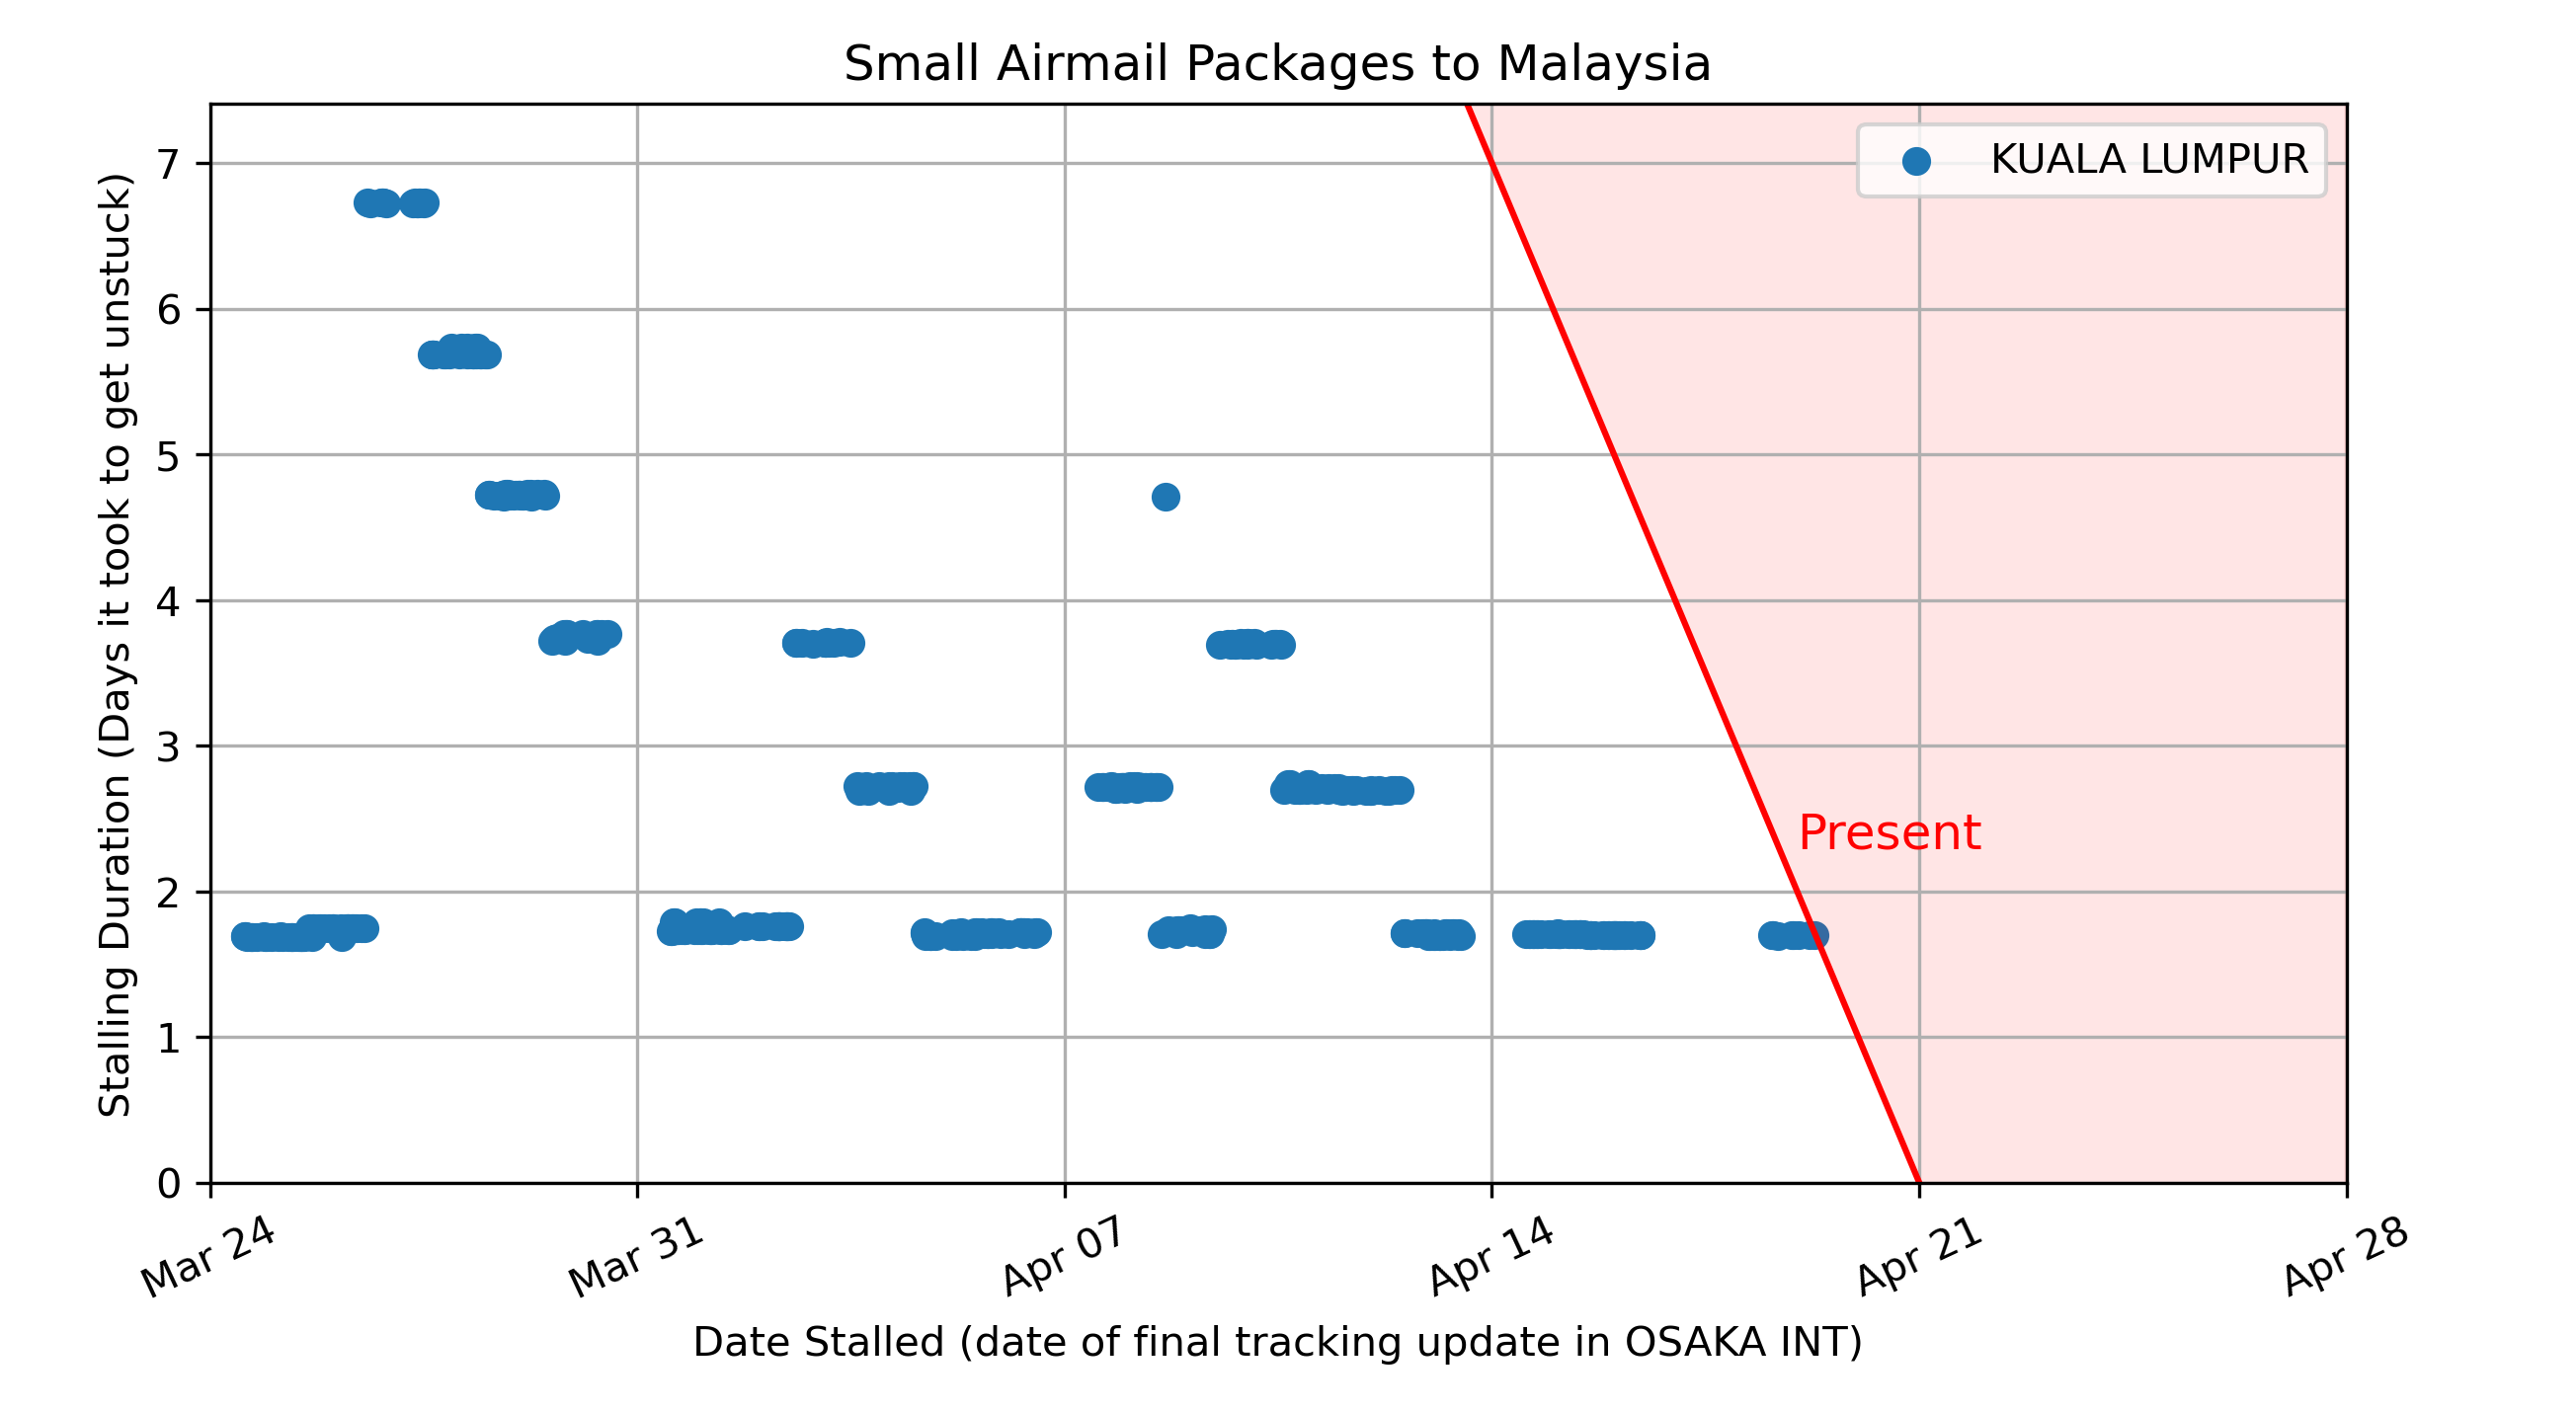 Small Airmail Packages to Malaysia
KUALA LUMPUR
Stalling Duration (Days it took to get unstuck)
7
6
5
4
3
2
1
0
Present
Mar 24
Mar 31
Apr 07
Apr 14
Apr 21
Apr 28
Date Stalled (date of final tracking update in OSAKA INT)